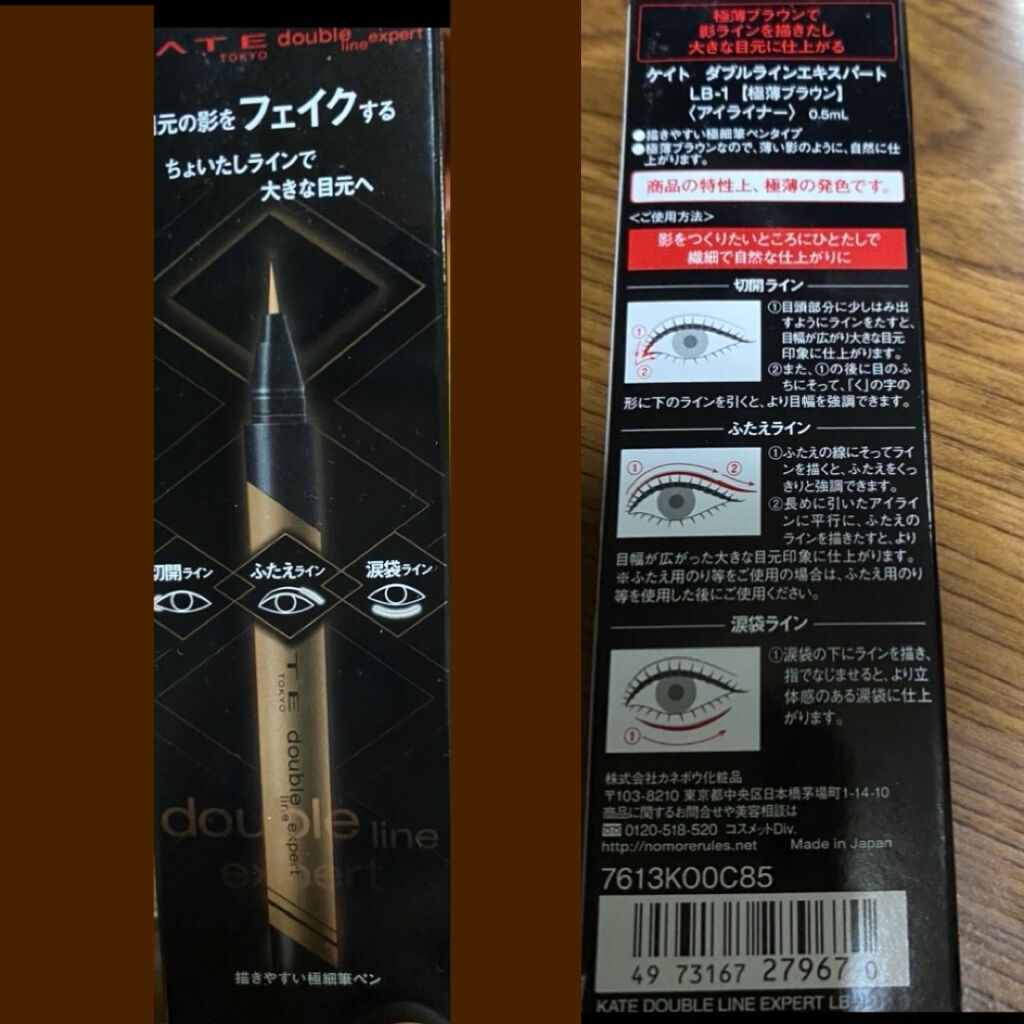 ATE double line expert
TOKYO
元の影をフェイクする
ちょいたしラインで
大きな目元へ
切開ライン
ふたえライン
涙袋ライン
TE
TOKYO
double line expert
double line
expert
描きやすい極細筆ペン
極薄ブラウンで
影ラインを描きたし
大きな目元に仕上がる
ケイト ダブルラインエキスパート
LB-1【極薄ブラウン】
〈アイライナー〉 0.5mL
●描きやすい極細筆ペンタイプ
●極薄ブラウンなので、薄い影のように、自然に仕
上がります。
商品の特性上、極薄の発色です。
<ご使用方法>
影をつくりたいところにひとたしで
繊細で自然な仕上がりに
切開ライン
①目頭部分に少しはみ出
すようにラインをたすと、
目幅が広がり大きな目元
印象に仕上がります。
②また、①の後に目のふ
ちにそって、「く」の字の
形に下のラインを引くと、より目幅を強調できます。
①
②
ふたえライン
①ふたえの線にそってライ
ンを描くと、ふたえをくっ
きりと強調できます。
②長めに引いたアイライ
ンに平行に、ふたえの
ラインを描きたすと、より
目幅が広がった大きな目元印象に仕上がります。
※ふたえ用のり等をご使用の場合は、ふたえ用のり
等を使用した後にご使用ください。
① ②
涙袋ライン
①涙袋の下にラインを描き、
指でなじませると、より立
体感のある涙袋に仕上
がります。
①
株式会社カネボウ化粧品
〒103-8210 東京都中央区日本橋茅場町1-14-10
商品に関するお問合せや美容相談は
0120-518-520 コスメットDiv.
http://nomorerules.net Made in Japan
7613K00C85
49 73167 27967 0
KATE DOUBLE LINE EXPERT